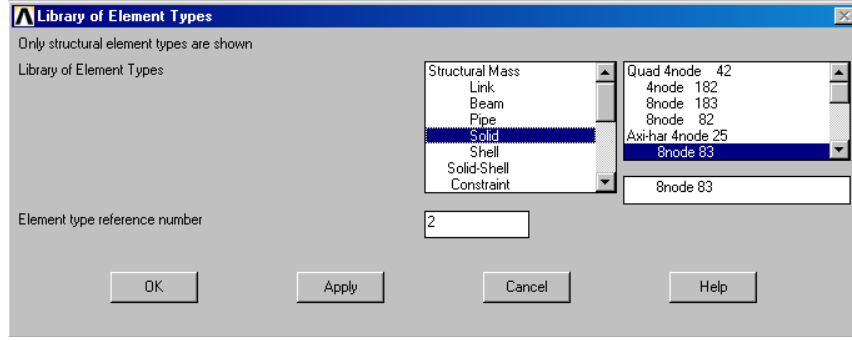 Library of Element Types
Only structural element types are shown
Library of Element Types
Structural Mass
Link
Beam
Pipe
Solid
Shell
Solid-Shell
Constraint
Quad 4node 42
4node 182
8node 183
8node 82
Axi-har 4node 25
8node 83
8node 83
Element type reference number
2
OK
Apply
Cancel
Help